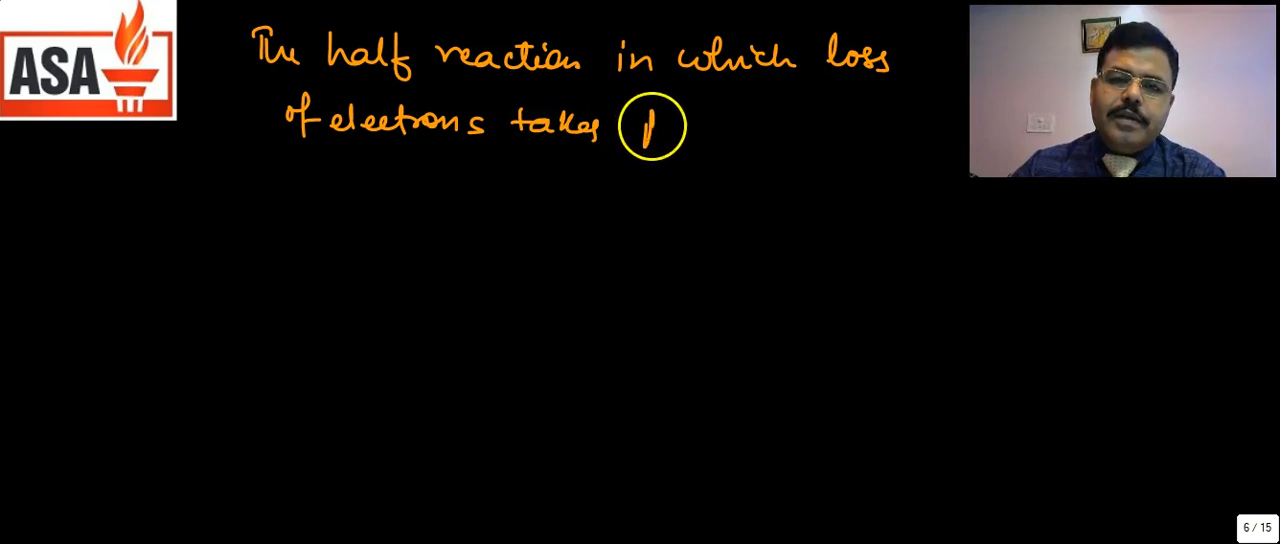 ASA
The half reaction in which loss
of electrons takes
6 / 15